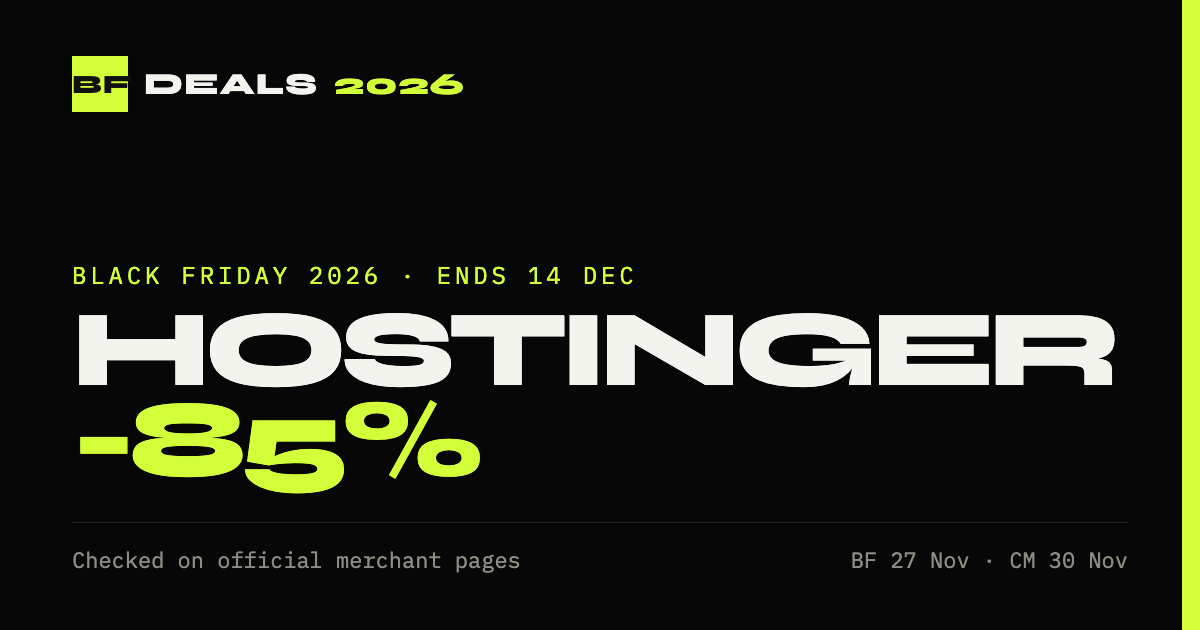 BF DEALS 2026
BLACK FRIDAY 2026 · ENDS 14 DEC
HOSTINGER
-85%
Checked on official merchant pages
BF 27 Nov · CM 30 Nov